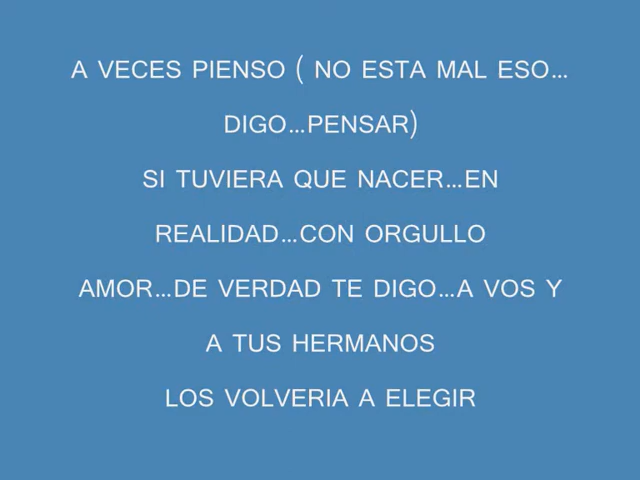 A VECES PIENSO ( NO ESTA MAL ESO...
DIGO...PENSAR)
SI TUVIERA QUE NACER...EN
REALIDAD...CON ORGULLO
AMOR...DE VERDAD TE DIGO...A VOS Y
A TUS HERMANOS
LOS VOLVERIA A ELEGIR